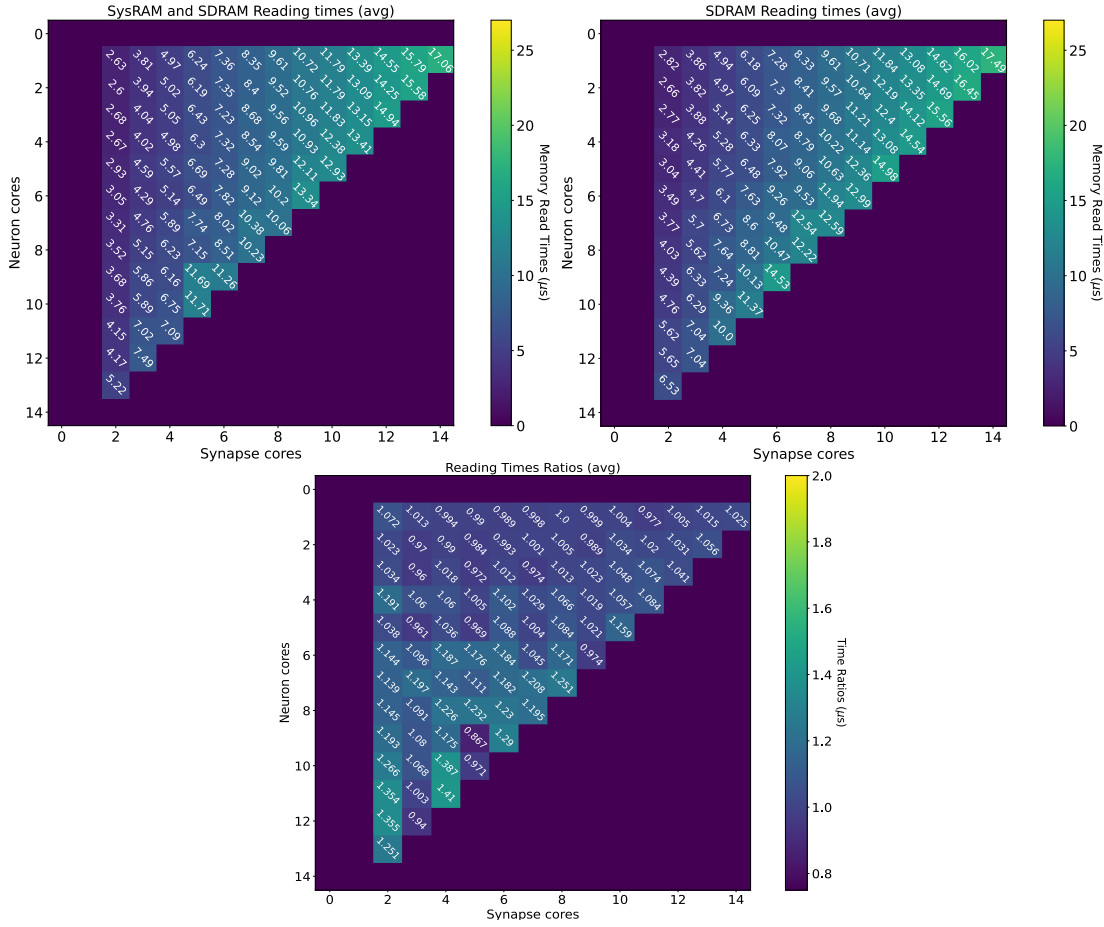 SysRAM and SDRAM Reading times (avg)
0
2.63 3.81 4.97 6.24 7.36 8.35 9.61 10.72 11.79 13.39 14.55 15.79 17.06
2 2.6 3.94 5.02 6.19 7.35 8.4 9.52 10.76 11.79 13.09 14.25 15.58
2.68 4.04 5.05 6.43 7.23 8.68 9.56 10.96 11.83 13.15 14.94
4 2.67 4.02 4.98 6.3 7.32 8.54 9.59 10.93 12.38 13.41
2.93 4.59 5.57 6.69 7.28 9.02 9.81 12.11 12.93
6 3.05 4.29 5.14 6.49 7.82 9.12 10.2 13.34
3.31 4.76 5.89 7.74 8.02 10.38 10.06
8 3.52 5.15 6.23 7.15 8.51 10.23
3.68 5.86 6.16 11.69 11.26
10 3.76 5.89 6.75 11.71
4.15 7.02 7.09
12 4.17 7.49
5.22
14
0 2 4 6 8 10 12 14
Synapse cores
Neuron cores
25
20
15
10
5
0
Memory Read Times (μs)
SDRAM Reading times (avg)
0
2.82 3.86 4.94 6.18 7.28 8.33 9.61 10.71 11.84 13.08 14.62 16.02 17.49
2 2.66 3.82 4.97 6.09 7.3 8.41 9.57 10.64 12.19 13.35 14.69 16.45
2.77 3.88 5.14 6.25 7.32 8.45 9.68 11.21 12.4 14.12 15.56
4 3.18 4.26 5.28 6.33 8.07 8.79 10.22 11.14 13.08 14.54
3.04 4.41 5.77 6.48 7.92 9.06 10.63 12.36 14.98
6 3.49 4.7 6.1 7.63 9.26 9.53 11.94 12.99
3.77 5.7 6.73 8.6 9.48 12.54 12.59
8 4.03 5.62 7.64 8.81 10.47 12.22
4.39 6.33 7.24 10.13 14.53
10 4.76 6.29 9.36 11.37
5.62 7.04 10.0
12 5.65 7.04
6.53
14
0 2 4 6 8 10 12 14
Synapse cores
Neuron cores
25
20
15
10
5
0
Memory Read Times (μs)
Reading Times Ratios (avg)
0
1.072 1.013 0.994 0.99 0.989 0.998 1.0 0.999 1.004 0.977 1.005 1.015 1.025
2 1.023 0.97 0.99 0.984 0.993 1.001 1.005 0.989 1.034 1.02 1.031 1.056
1.034 0.96 1.018 0.972 1.012 0.974 1.013 1.023 1.048 1.074 1.041
4 1.191 1.06 1.06 1.005 1.102 1.029 1.066 1.019 1.057 1.084
1.038 0.961 1.036 0.969 1.088 1.004 1.084 1.021 1.159
6 1.144 1.096 1.187 1.176 1.184 1.045 1.171 0.974
1.139 1.197 1.143 1.111 1.182 1.208 1.251
8 1.145 1.091 1.226 1.232 1.23 1.195
1.193 1.08 1.175 0.867 1.29
10 1.266 1.068 1.387 0.971
1.354 1.003 1.41
12 1.355 0.94
1.251
14
0 2 4 6 8 10 12 14
Synapse cores
Neuron cores
2.0
1.8
1.6
1.4
1.2
1.0
0.8
Time Ratios (μs)